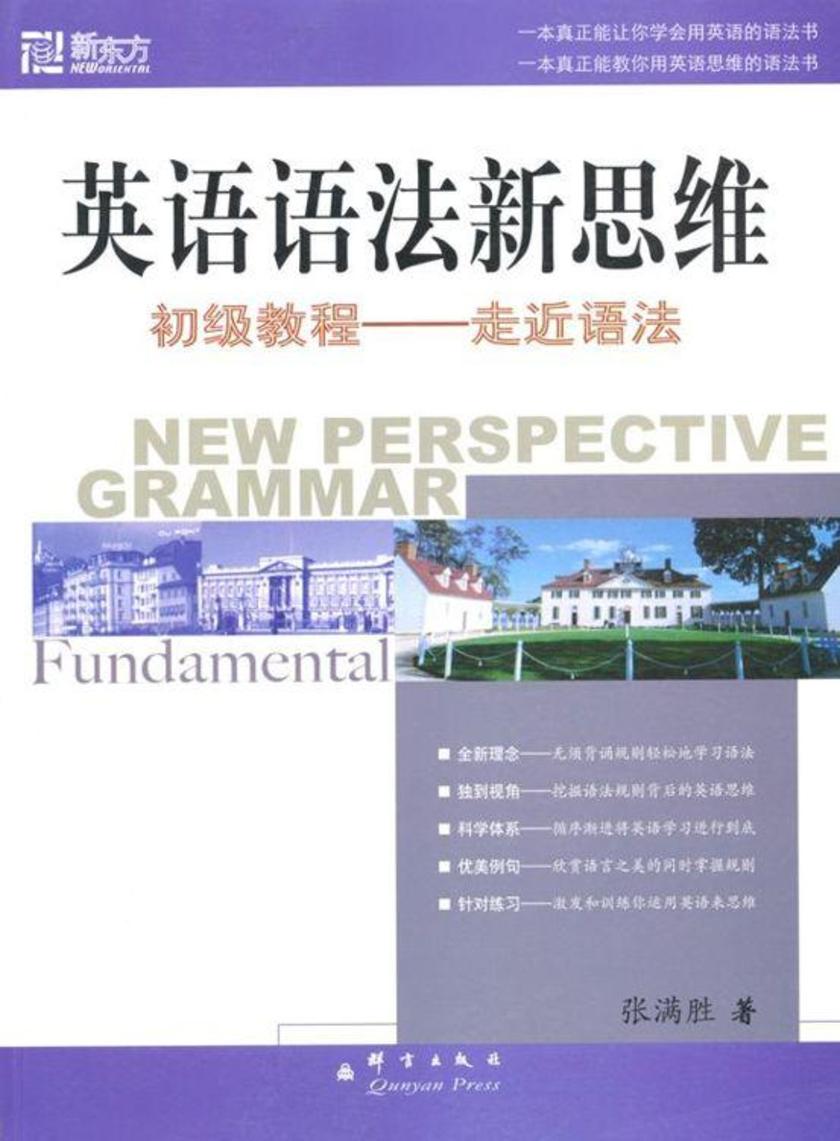 新东方
NEW ORIENTAL
一本真正能让你学会用英语的语法书
一本真正能教你用英语思维的语法书
英语语法新思维
初级教程——走近语法
NEW PERSPECTIVE
GRAMMAR
DU PONT
Fundamental
■ 全新理念——无须背诵规则轻松地学习语法
■ 独到视角——挖掘语法规则背后的英语思维
■ 科学体系——循序渐进将英语学习进行到底
■ 优美例句——欣赏语言之美的同时掌握规则
■ 针对练习——激发和训练你运用英语来思维
张满胜 著
群言出版社
Qunyan Press